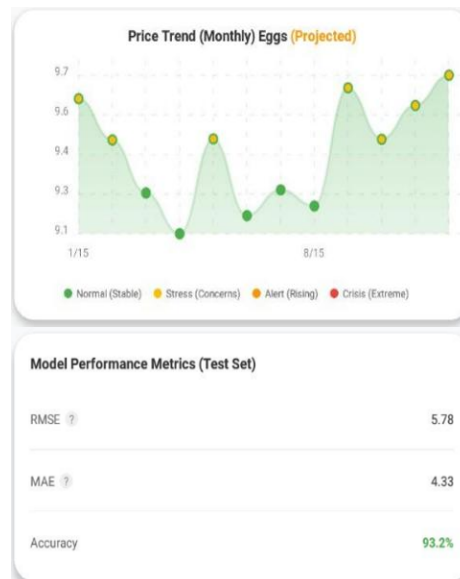 Price Trend (Monthly) Eggs (Projected)
9.7
9.6
9.4
9.3
9.1
1/15 8/15
Normal (Stable) Stress (Concerns) Alert (Rising) Crisis (Extreme)
Model Performance Metrics (Test Set)
RMSE ? 5.78
MAE ? 4.33
Accuracy 93.2%